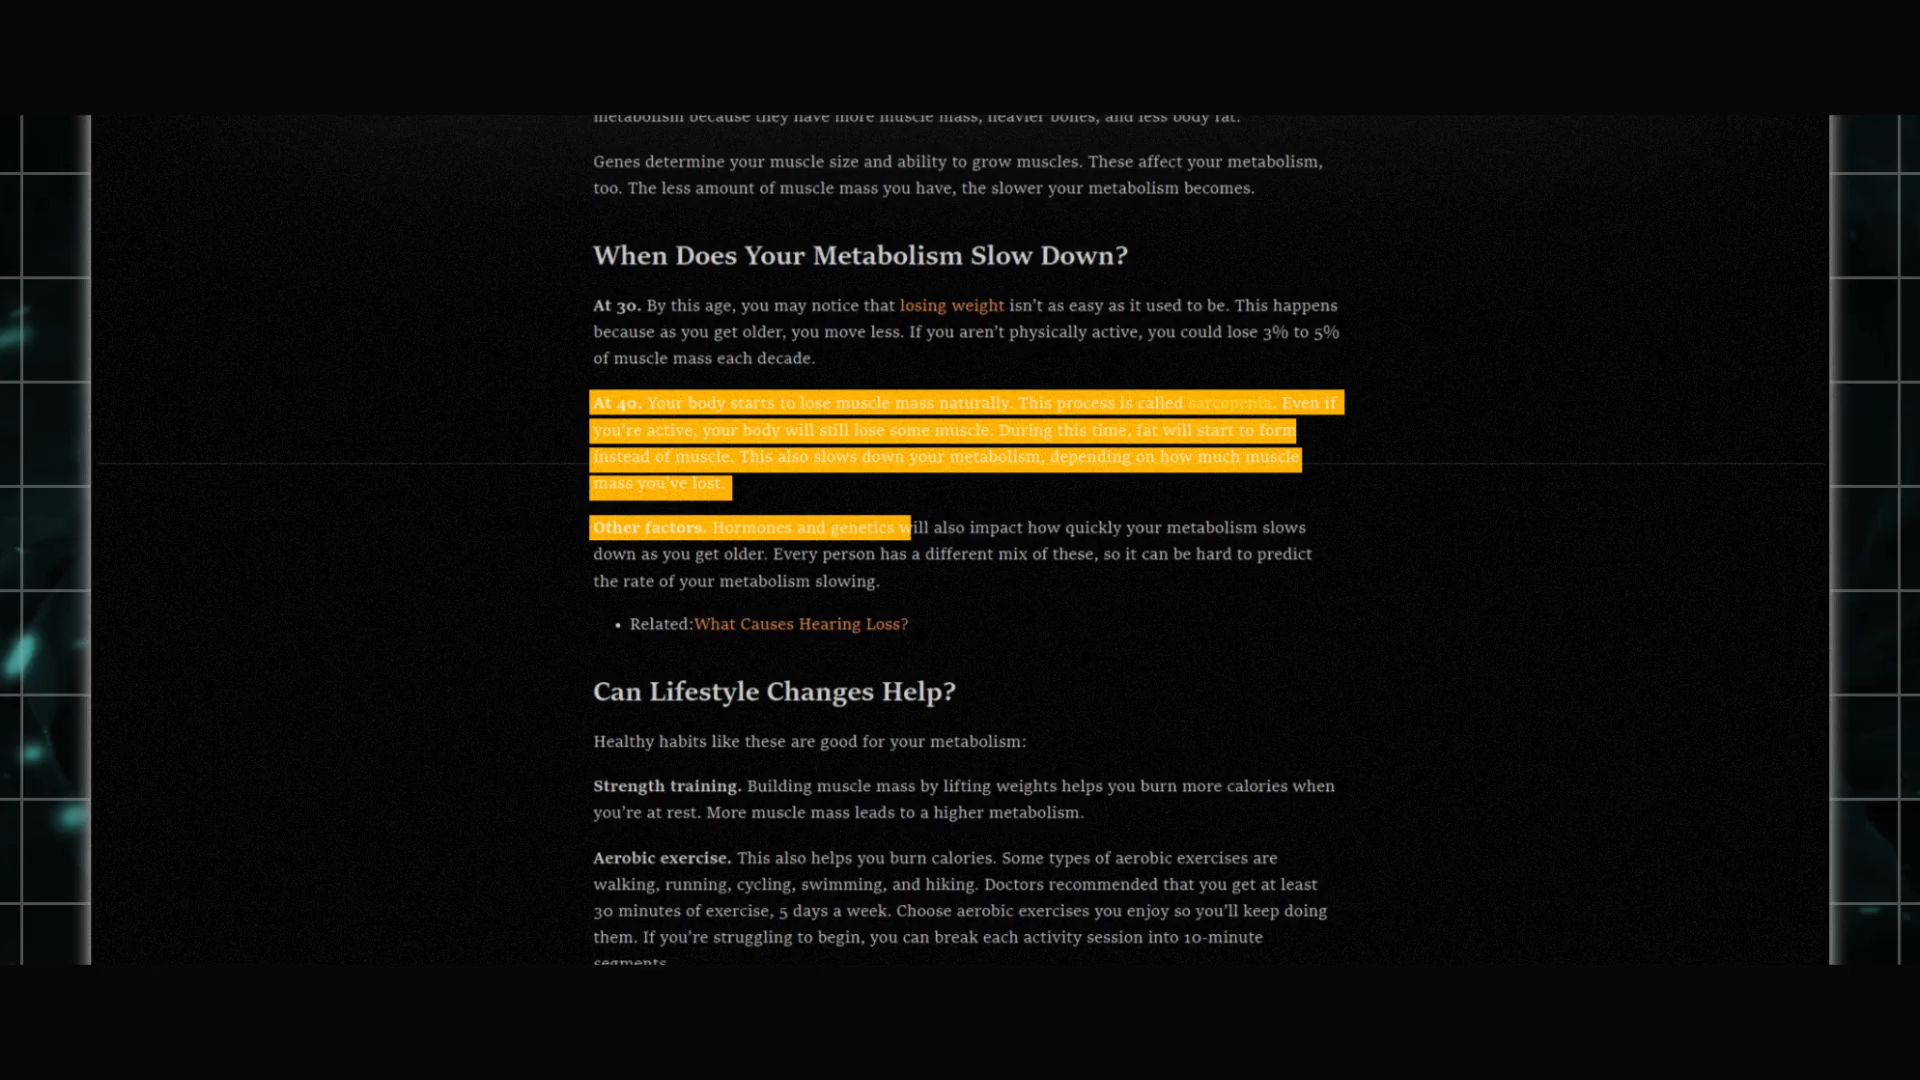 metabolism because they have more muscle mass, heavier bones, and less body fat.
Genes determine your muscle size and ability to grow muscles. These affect your metabolism,
too. The less amount of muscle mass you have, the slower your metabolism becomes.
When Does Your Metabolism Slow Down?
At 30. By this age, you may notice that losing weight isn’t as easy as it used to be. This happens
because as you get older, you move less. If you aren’t physically active, you could lose 3% to 5%
of muscle mass each decade.
At 40. Your body starts to lose muscle mass naturally. This process is called sarcopenia. Even if
you’re active, your body will still lose some muscle. During this time, fat will start to form
instead of muscle. This also slows down your metabolism, depending on how much muscle
mass you’ve lost.
Other factors. Hormones and genetics will also impact how quickly your metabolism slows
down as you get older. Every person has a different mix of these, so it can be hard to predict
the rate of your metabolism slowing.
• Related:What Causes Hearing Loss?
Can Lifestyle Changes Help?
Healthy habits like these are good for your metabolism:
Strength training. Building muscle mass by lifting weights helps you burn more calories when
you’re at rest. More muscle mass leads to a higher metabolism.
Aerobic exercise. This also helps you burn calories. Some types of aerobic exercises are
walking, running, cycling, swimming, and hiking. Doctors recommended that you get at least
30 minutes of exercise, 5 days a week. Choose aerobic exercises you enjoy so you’ll keep doing
them. If you’re struggling to begin, you can break each activity session into 10-minute
segments.